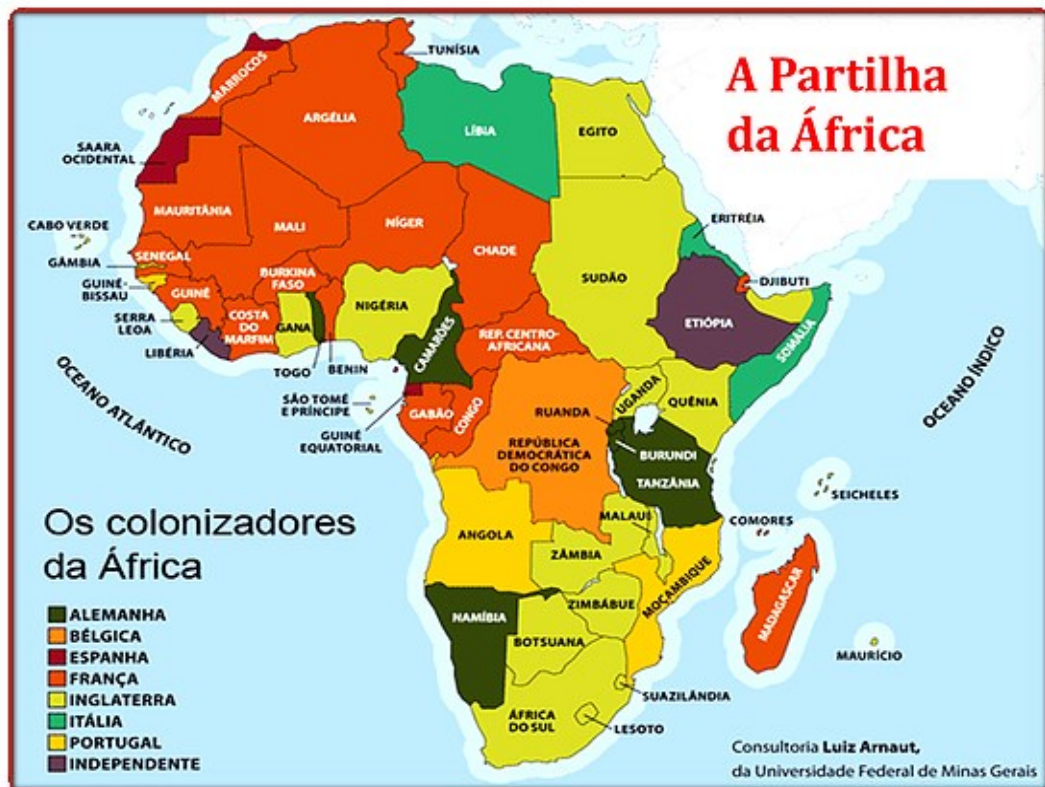 A Partilha
da África
TUNÍSIA
MARROCOS
ARGÉLIA
LÍBIA
EGITO
SAARA
OCIDENTAL
MAURITÂNIA
MALI
NÍGER
CHADE
SUDÃO
ERITRÉIA
CABO VERDE
SENEGAL
GÂMBIA
GUINÉ-
BISSAU
GUINÉ
BURKINA
FASO
NIGÉRIA
DJIBUTI
ETIÓPIA
SOMÁLIA
SERRA
LEOA
COSTA
DO
MARFIM
GANA
LIBÉRIA
TOGO
BENIN
CAMARÕES
REP. CENTRO-
AFRICANA
OCEANO ATLÂNTICO
OCEANO ÍNDICO
SÃO TOMÉ
E PRÍNCIPE
GUINÉ
EQUATORIAL
GABÃO
CONGO
UGANDA
QUÊNIA
RUANDA
REPÚBLICA
DEMOCRÁTICA
DO CONGO
BURUNDI
TANZÂNIA
SEICHELES
COMORES
MALAUI
ANGOLA
ZÂMBIA
MOÇAMBIQUE
ZIMBÁBUE
NAMÍBIA
BOTSUANA
MADAGASCAR
MAURÍCIO
SUAZILÂNDIA
ÁFRICA
DO SUL
LESOTO
Os colonizadores
da África
ALEMANHA
BÉLGICA
ESPANHA
FRANÇA
INGLATERRA
ITÁLIA
PORTUGAL
INDEPENDENTE
Consultoria Luiz Arnaut,
da Universidade Federal de Minas Gerais